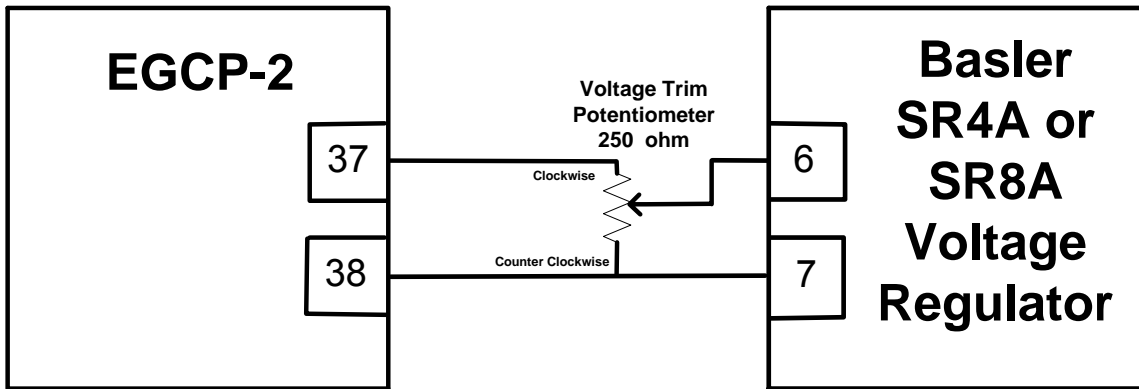 EGCP-2
37
38
Voltage Trim
Potentiometer
250 ohm
Clockwise
Counter Clockwise
6
7
Basler
SR4A or
SR8A
Voltage
Regulator